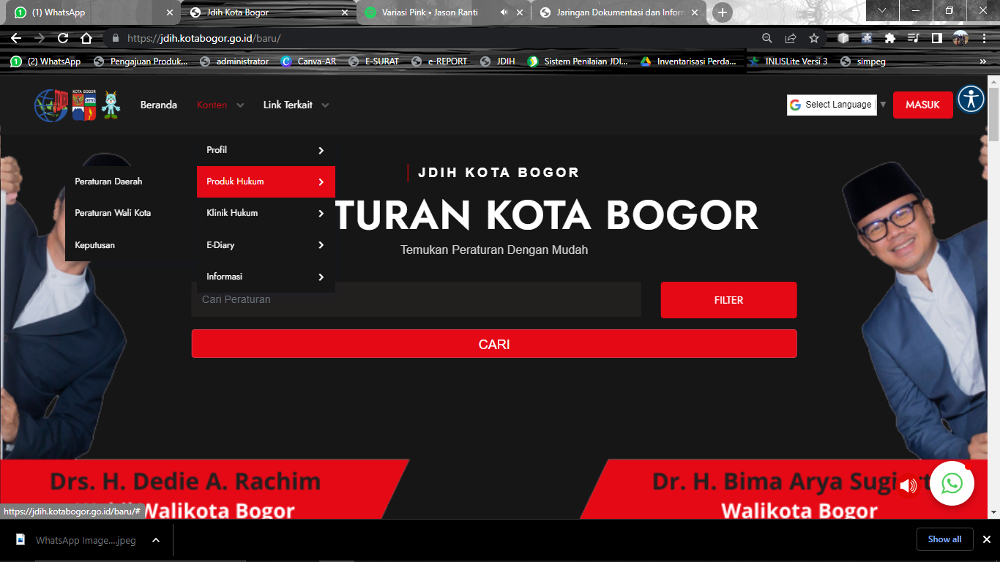 (1) WhatsApp
Jdih Kota Bogor
Variasi Pink • Jason Ranti
Jaringan Dokumentasi dan Inforn
https://jdih.kotabogor.go.id/baru/
(2) WhatsApp
Pengajuan Produk...
administrator
Canva-AR
E-SURAT
e-REPORT
JDIH
Sistem Penilaian JDI...
Inventarisasi Perda...
INLISLite Versi 3
simpeg
»
KOTA BOGOR
Beranda
Konten
Link Terkait
Select Language
MASUK
Profil
Produk Hukum
Klinik Hukum
E-Diary
Informasi
Peraturan Daerah
Peraturan Wali Kota
Keputusan
JDIH KOTA BOGOR
TURAN KOTA BOGOR
Temukan Peraturan Dengan Mudah
Cari Peraturan
FILTER
CARI
Drs. H. Dedie A. Rachim
Walikota Bogor
Dr. H. Bima Arya Sugi
Walikota Bogor
https://jdih.kotabogor.go.id/baru/#
WhatsApp Image....jpeg
Show all